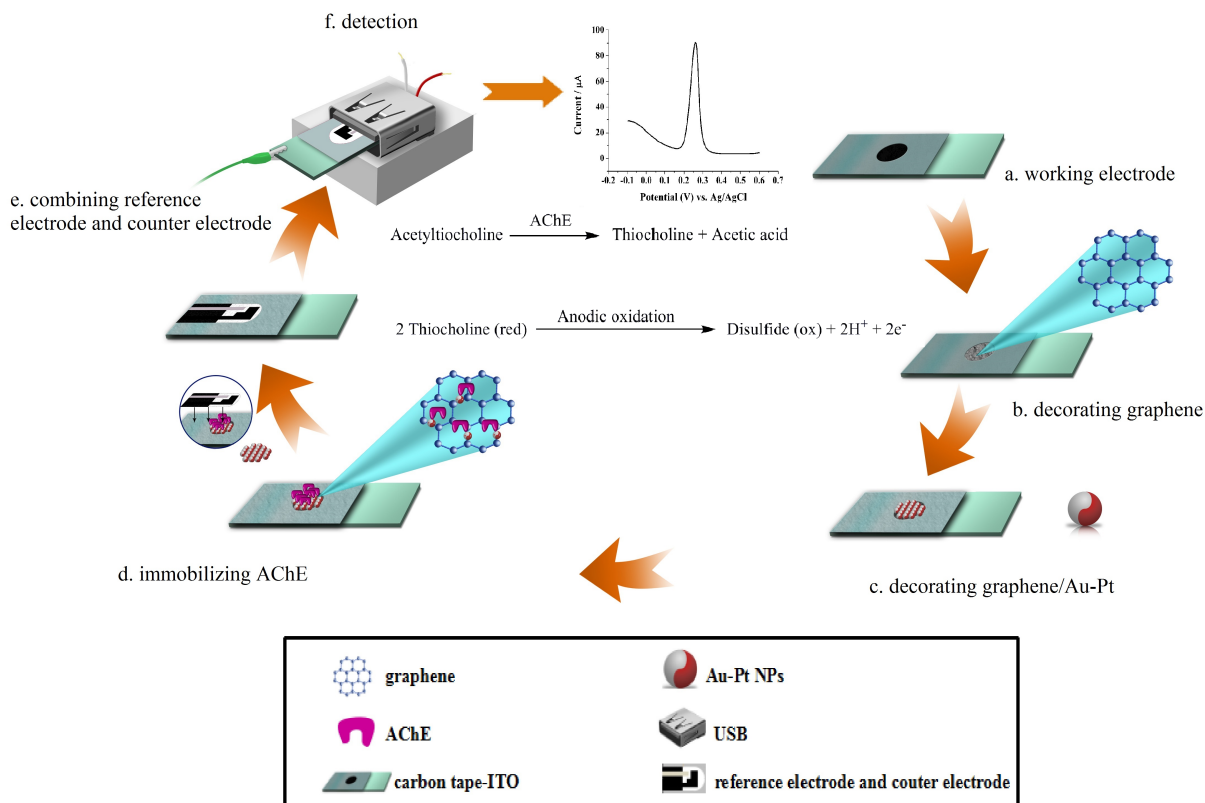 f. detection
100
80
60
40
20
0
Current / μA
-0.2 -0.1 0.0 0.1 0.2 0.3 0.4 0.5 0.6 0.7
Potential (V) vs. Ag/AgCl
a. working electrode
e. combining reference
electrode and counter electrode
Acetyltiocholine AChE Thiocholine + Acetic acid
2 Thiocholine (red) Anodic oxidation Disulfide (ox) + 2H⁺ + 2e⁻
b. decorating graphene
d. immobilizing AChE
c. decorating graphene/Au-Pt
graphene
Au-Pt NPs
AChE
USB
carbon tape-ITO
reference electrode and couter electrode